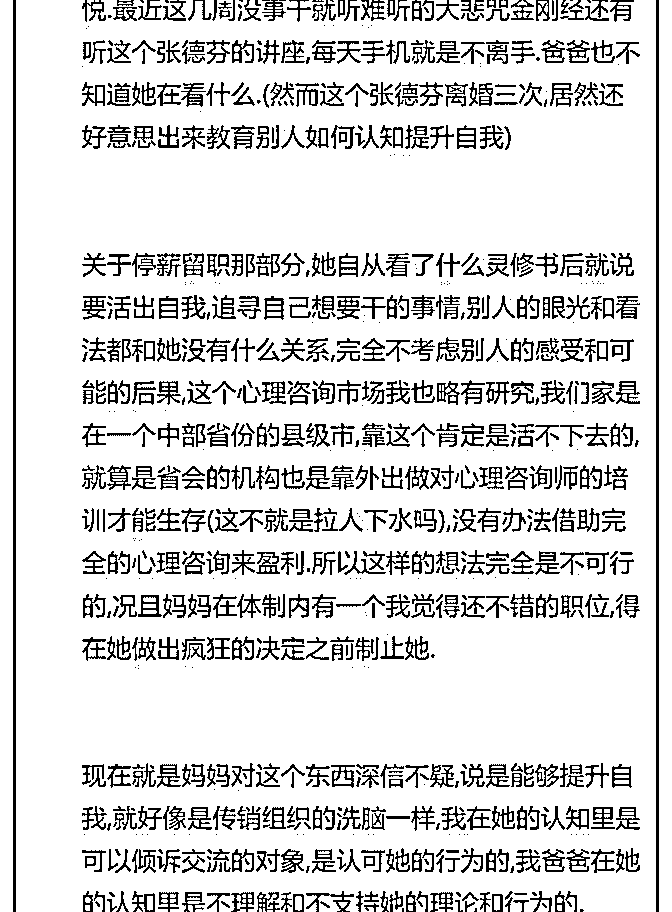 悦.最近这几周没事干就听难听的大悲咒金刚经还有
听这个张德芬的讲座,每天手机就是不离手.爸爸也不
知道她在看什么.(然而这个张德芬离婚三次,居然还
好意思出来教育别人如何认知提升自我)
关于停薪留职那部分,她自从看了什么灵修书后就说
要活出自我,追寻自己想要干的事情,别人的眼光和看
法都和她没有什么关系,完全不考虑别人的感受和可
能的后果,这个心理咨询市场我也略有研究,我们家是
在一个中部省份的县级市,靠这个肯定是活不下去的,
就算是省会的机构也是靠外出做对心理咨询师的培
训才能生存(这不就是拉人下水吗),没有办法借助完
全的心理咨询来盈利.所以这样的想法完全是不可行
的,况且妈妈在体制内有一个我觉得还不错的职位,得
在她做出疯狂的决定之前制止她.
现在就是妈妈对这个东西深信不疑,说是能够提升自
我,就好像是传销组织的洗脑一样,我在她的认知里是
可以倾诉交流的对象,是认可她的行为的,我爸爸在她
的认知里是不理解和不支持她的理论和行为的.